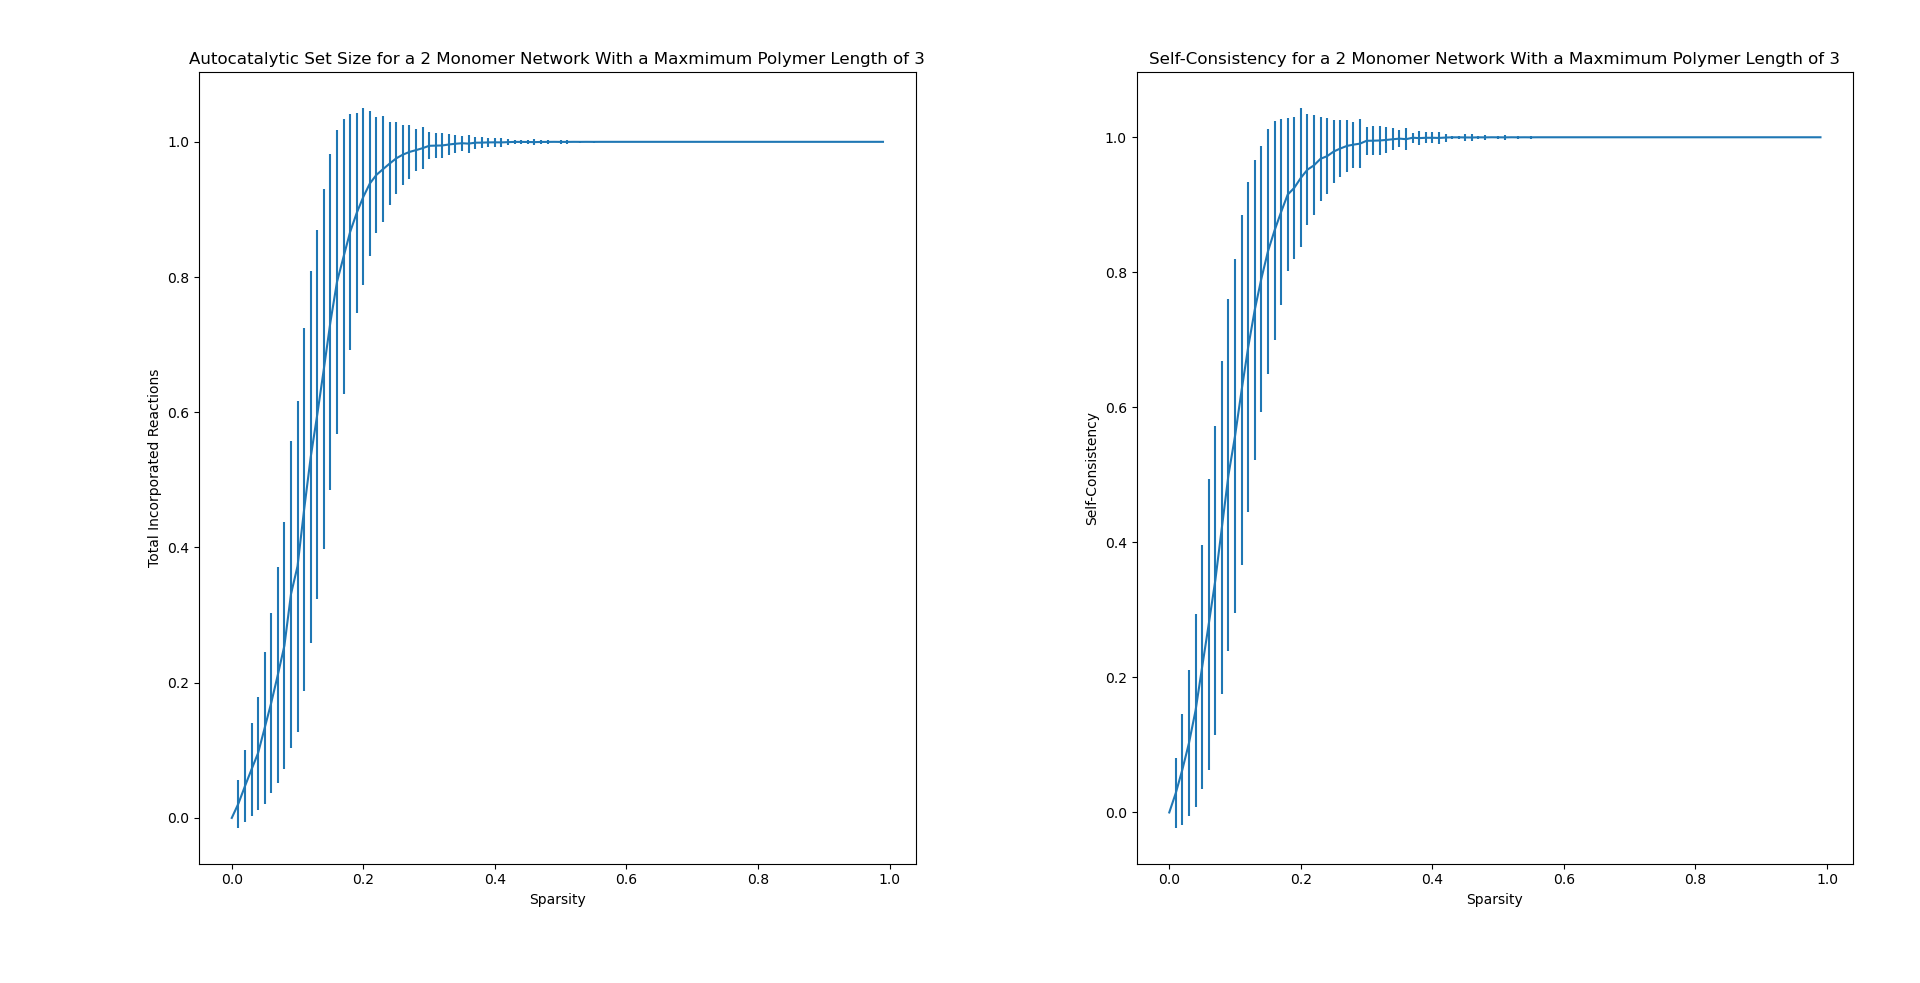 Autocatalytic Set Size for a 2 Monomer Network With a Maxmimum Polymer Length of 3
Total Incorporated Reactions
1.0
0.8
0.6
0.4
0.2
0.0
0.0 0.2 0.4 0.6 0.8 1.0
Sparsity
Self-Consistency for a 2 Monomer Network With a Maxmimum Polymer Length of 3
Self-Consistency
1.0
0.8
0.6
0.4
0.2
0.0
0.0 0.2 0.4 0.6 0.8 1.0
Sparsity